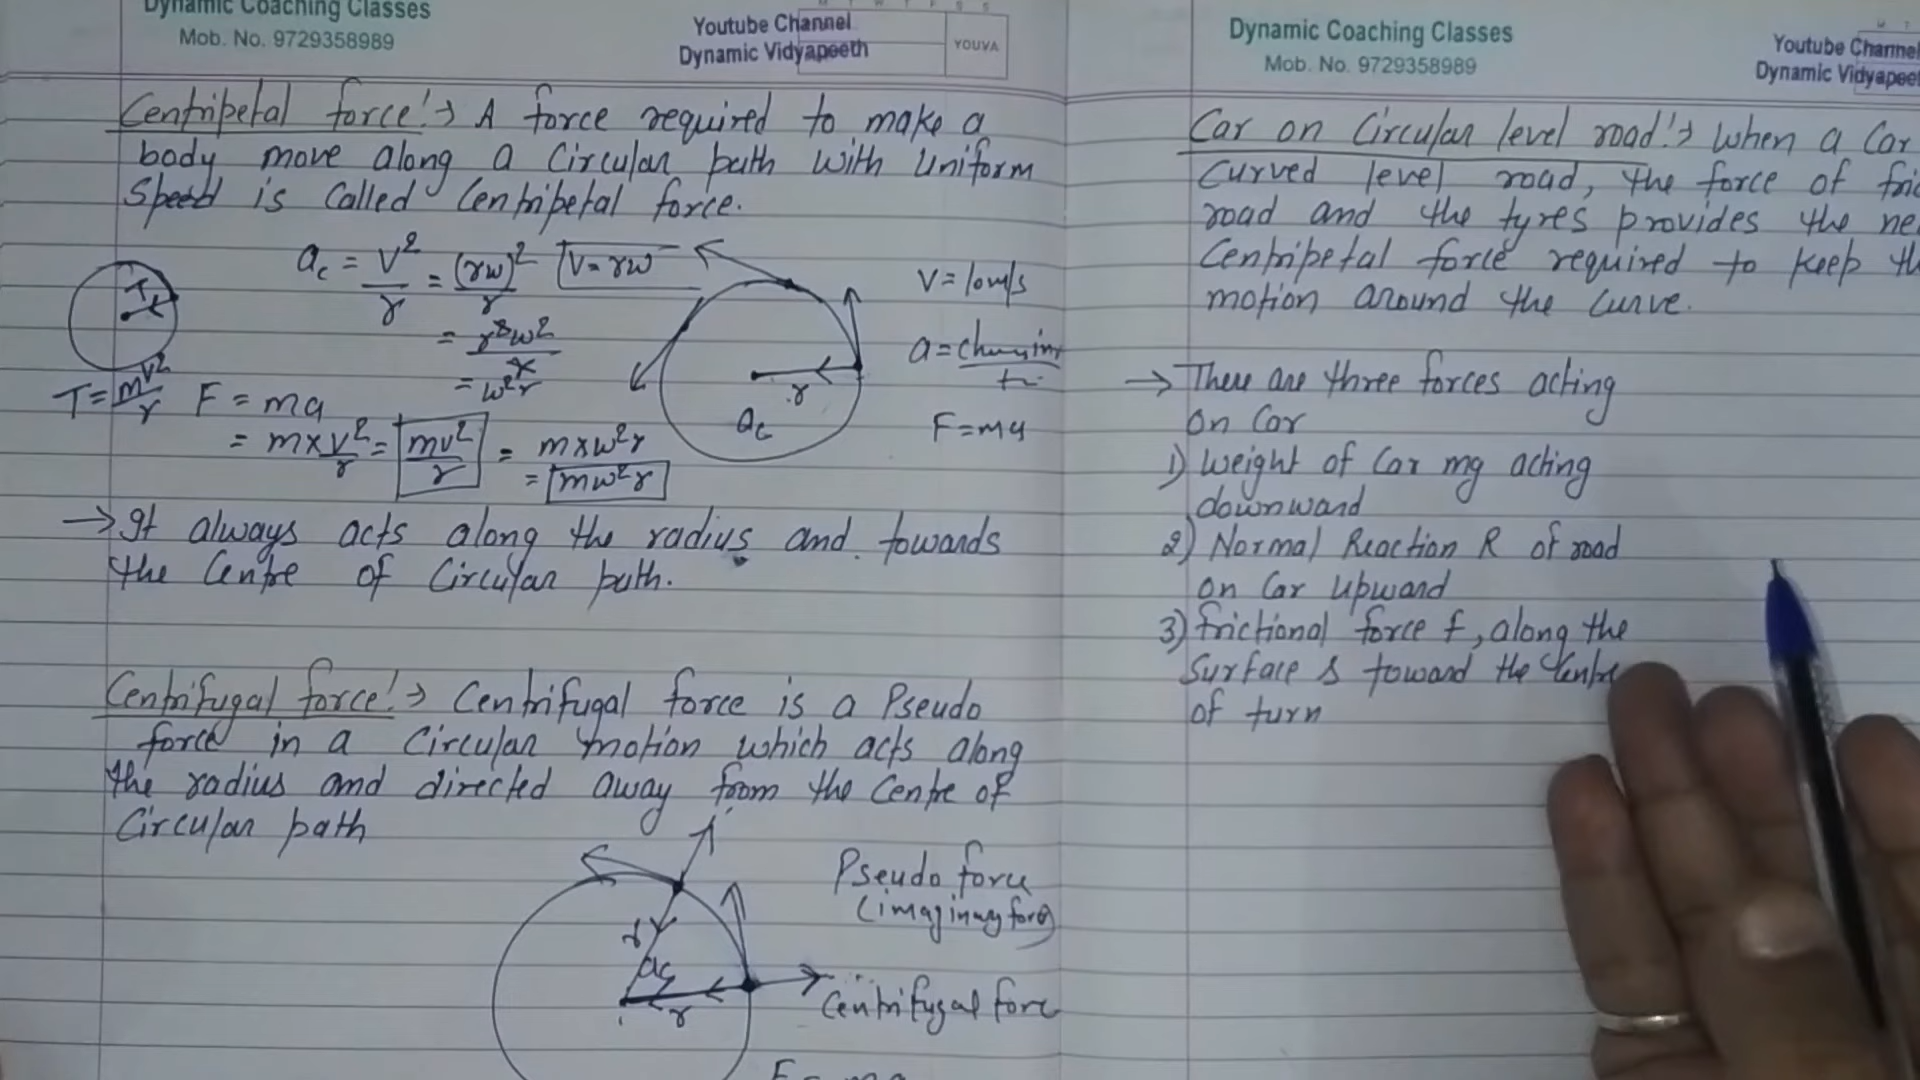 Dynamic Coaching Classes
Mob. No. 9729358989
Youtube Channel
Dynamic Vidyapeeth
YOUVA
Centripetal force:→ A force required to make a
body move along a Circular path with Uniform
Speed is Called Centripetal force.
ac = V²/r = (rω)²/r V=rω
= r²ω²/r
= ω²r
V=10m/s
T
r
ac
T=mv²/r F = ma
= m×V²/r = mv²/r = m×ω²r
= mω²r
F=ma
→ It always acts along the radius and towards
the Centre of Circular path.
Centrifugal force:→ Centrifugal force is a Pseudo
force in a Circular motion which acts along
the radius and directed away from the Centre of
Circular path
Pseudo force
(imaginary force)
r
ac
r
Centrifugal force
Dynamic Coaching Classes
Mob. No. 9729358989
Youtube Channel
Car on Circular level road:→ When a Car
Curved level road, the force of
road and the tyres provides the
Centripetal force required to keep
motion around the Curve.
→ There are three forces acting
on Car
1) Weight of Car mg acting
downward
2) Normal Reaction R of road
on Car Upward
3) frictional force f, along the
Surface & toward the Centre
of turn